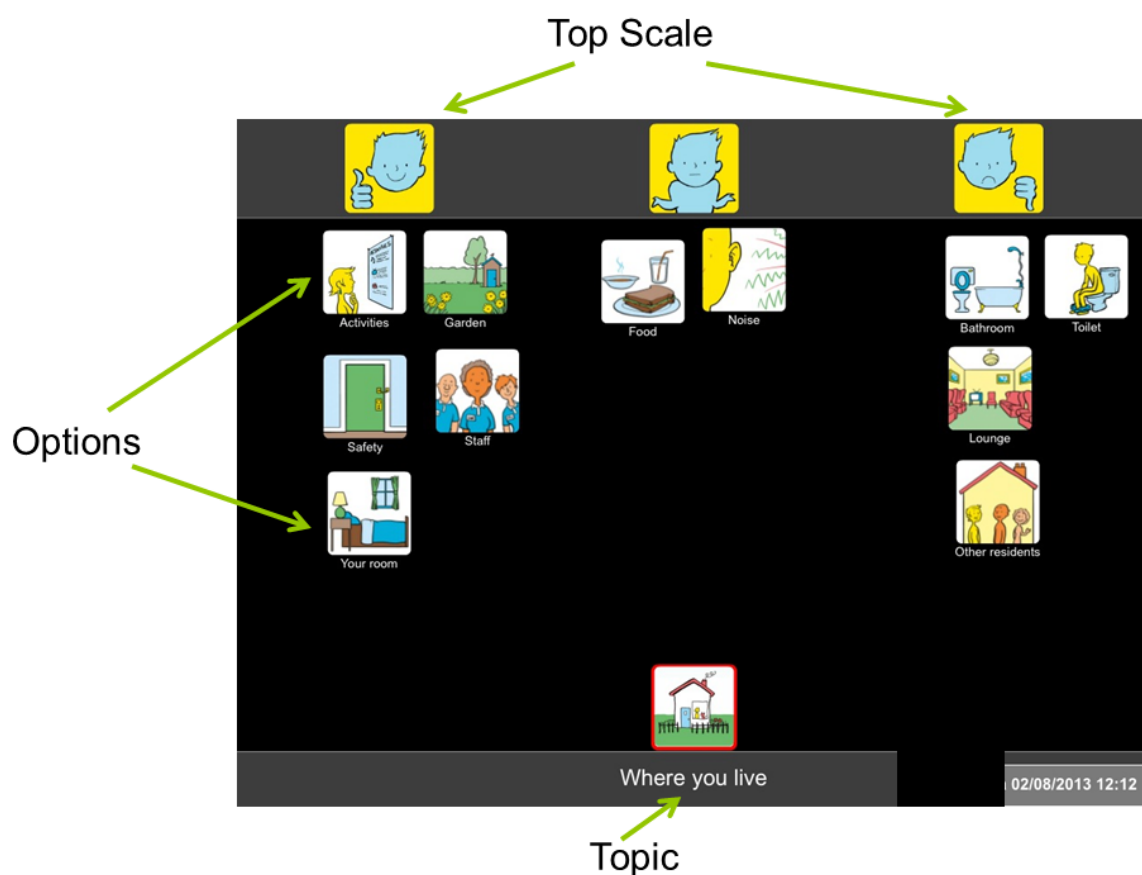 Top Scale
Activities
Garden
Food
Noise
Bathroom
Toilet
Safety
Staff
Lounge
Options
Your room
Other residents
Where you live
02/08/2013 12:12
Topic